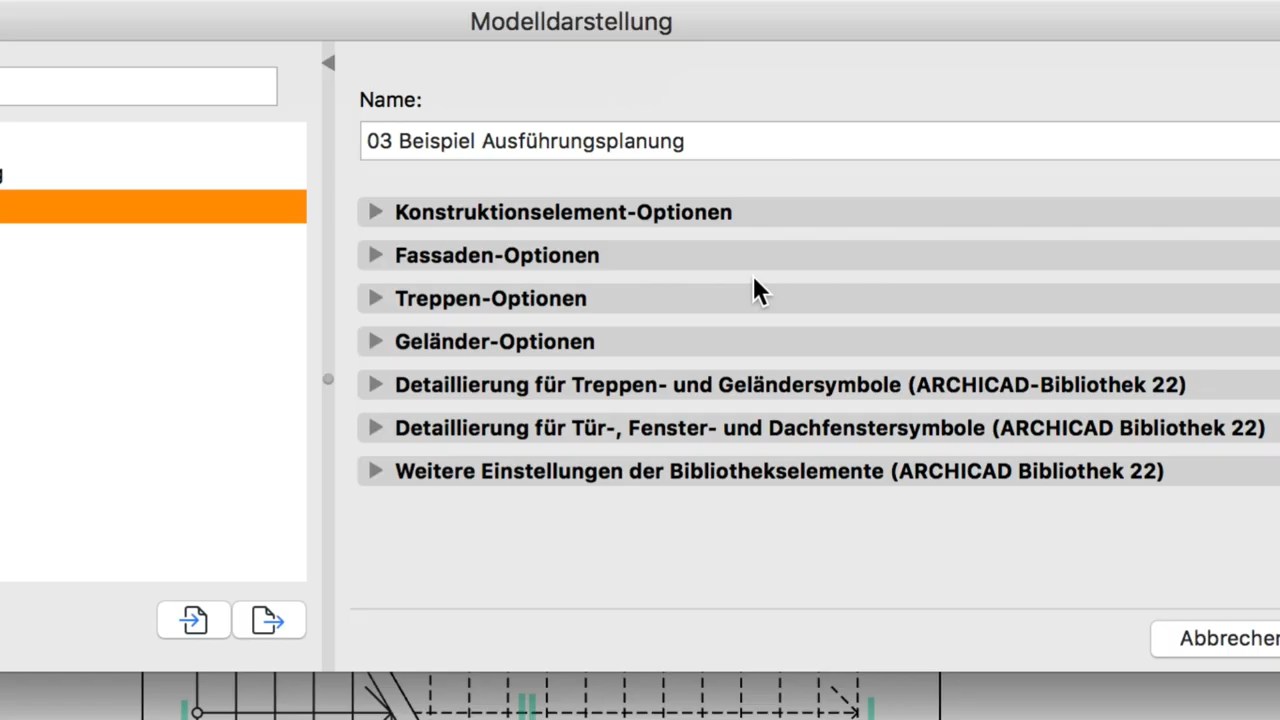 Modelldarstellung
Name:
03 Beispiel Ausführungsplanung
Konstruktionselement-Optionen
Fassaden-Optionen
Treppen-Optionen
Geländer-Optionen
Detaillierung für Treppen- und Geländersymbole (ARCHICAD-Bibliothek 22)
Detaillierung für Tür-, Fenster- und Dachfenstersymbole (ARCHICAD Bibliothek 22)
Weitere Einstellungen der Bibliothekselemente (ARCHICAD Bibliothek 22)
Abbrechen